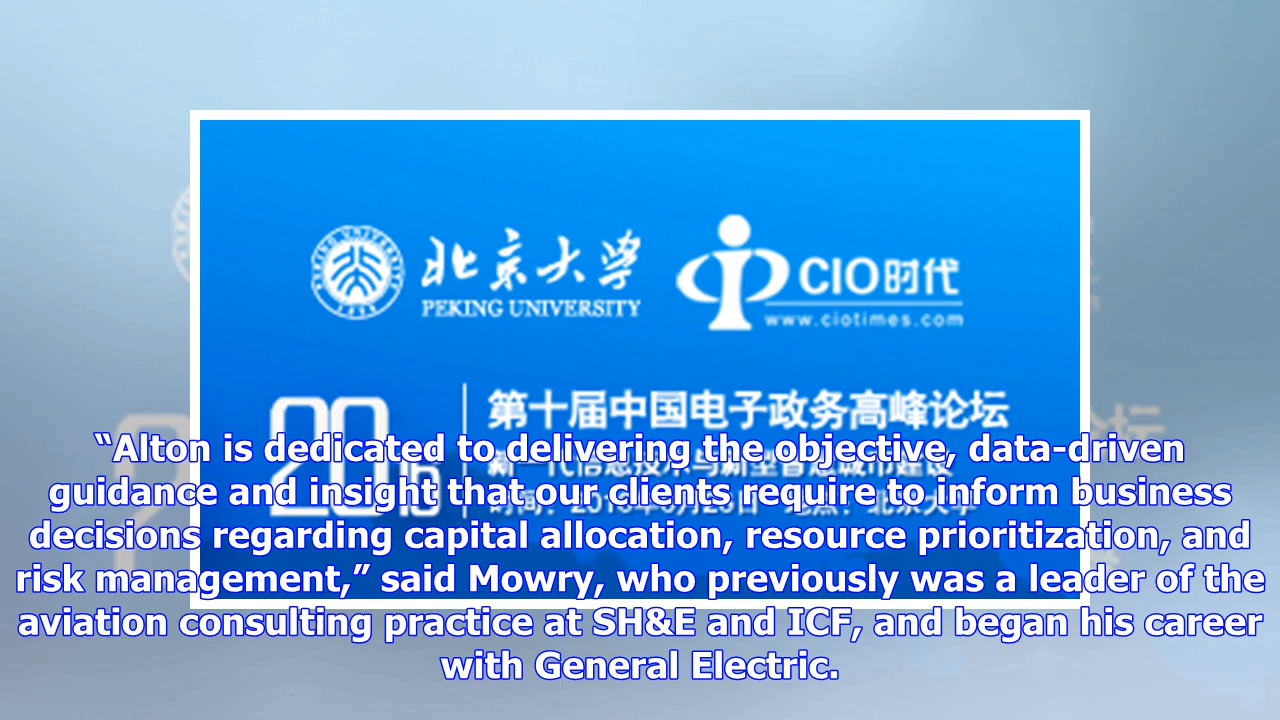 PEKING UNIVERSITY
1898
北京大学
PEKING UNIVERSITY
CIO时代
www.ciotimes.com
2016
第十届中国电子政务高峰论坛
“Alton is dedicated to delivering the objective, data-driven
guidance and insight that our clients require to inform business
decisions regarding capital allocation, resource prioritization, and
risk management,” said Mowry, who previously was a leader of the
aviation consulting practice at SH&E and ICF, and began his career
with General Electric.